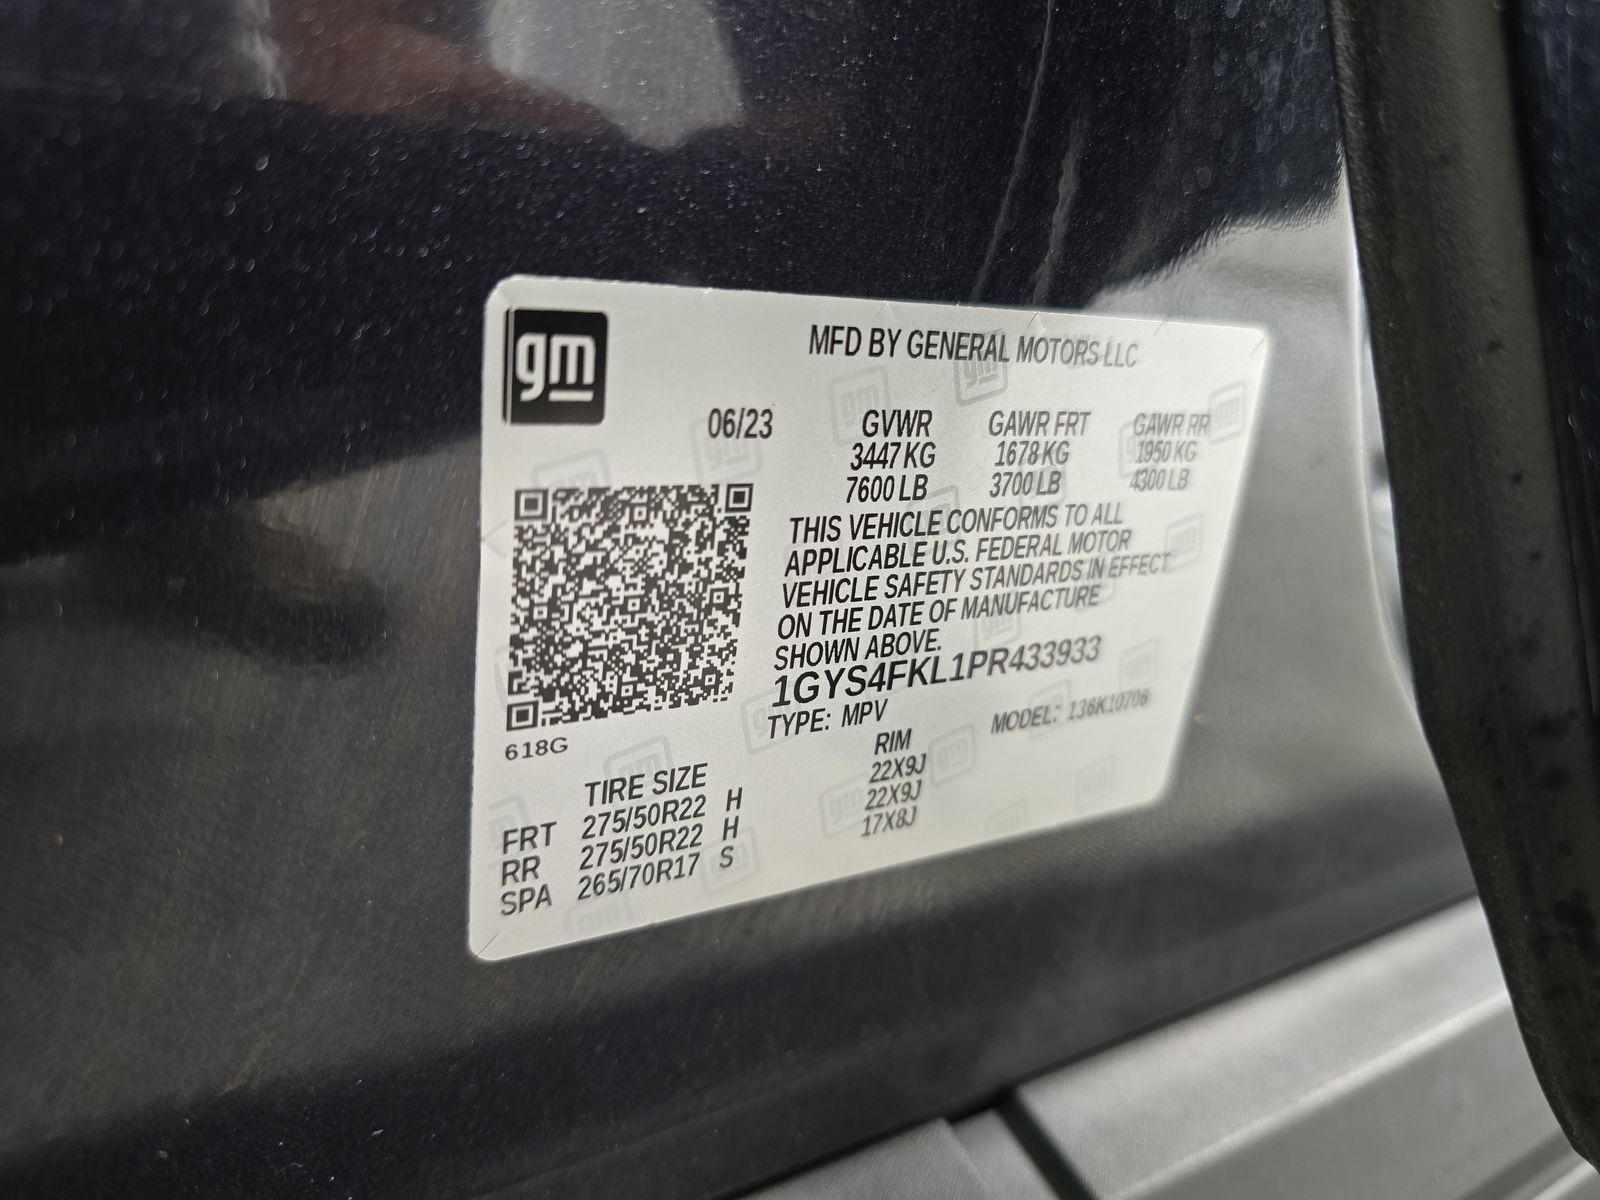 gm
MFD BY GENERAL MOTORS LLC
06/23 GVWR GAWR FRT GAWR RR
3447 KG 1678 KG 1950 KG
7600 LB 3700 LB 4300 LB
THIS VEHICLE CONFORMS TO ALL
APPLICABLE U.S. FEDERAL MOTOR
VEHICLE SAFETY STANDARDS IN EFFECT
ON THE DATE OF MANUFACTURE
SHOWN ABOVE.
1GYS4FKL1PR433933
TYPE: MPV MODEL: 136K10706
618G
TIRE SIZE RIM
FRT 275/50R22 H 22X9J
RR 275/50R22 H 22X9J
SPA 265/70R17 S 17X8J